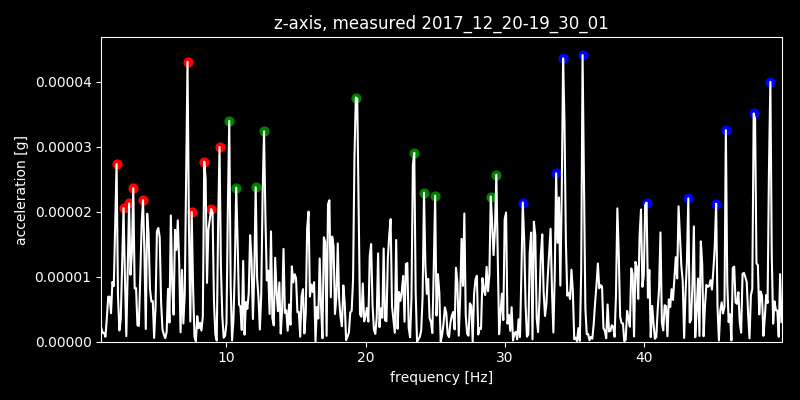 z-axis, measured 2017_12_20-19_30_01
0.00004
0.00003
0.00002
0.00001
0.00000
acceleration [g]
10 20 30 40
frequency [Hz]